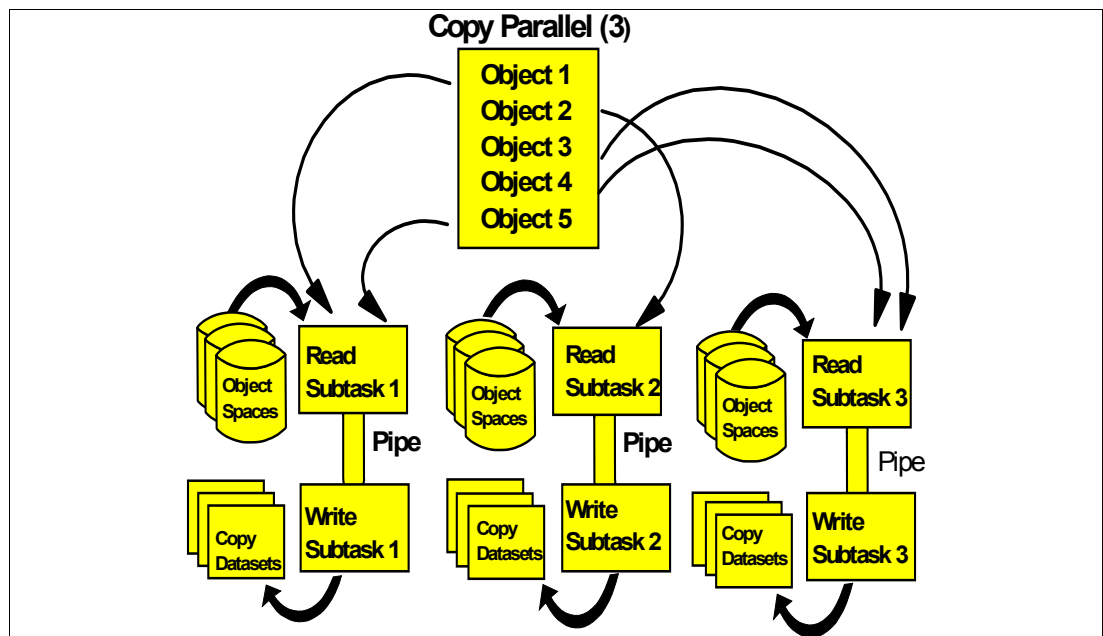 Copy Parallel (3)
Object 1
Object 2
Object 3
Object 4
Object 5
Object
Spaces
Read
Subtask 1
Object
Spaces
Read
Subtask 2
Object
Spaces
Read
Subtask 3
Pipe
Pipe
Pipe
Copy
Datasets
Write
Subtask 1
Copy
Datasets
Write
Subtask 2
Copy
Datasets
Write
Subtask 3